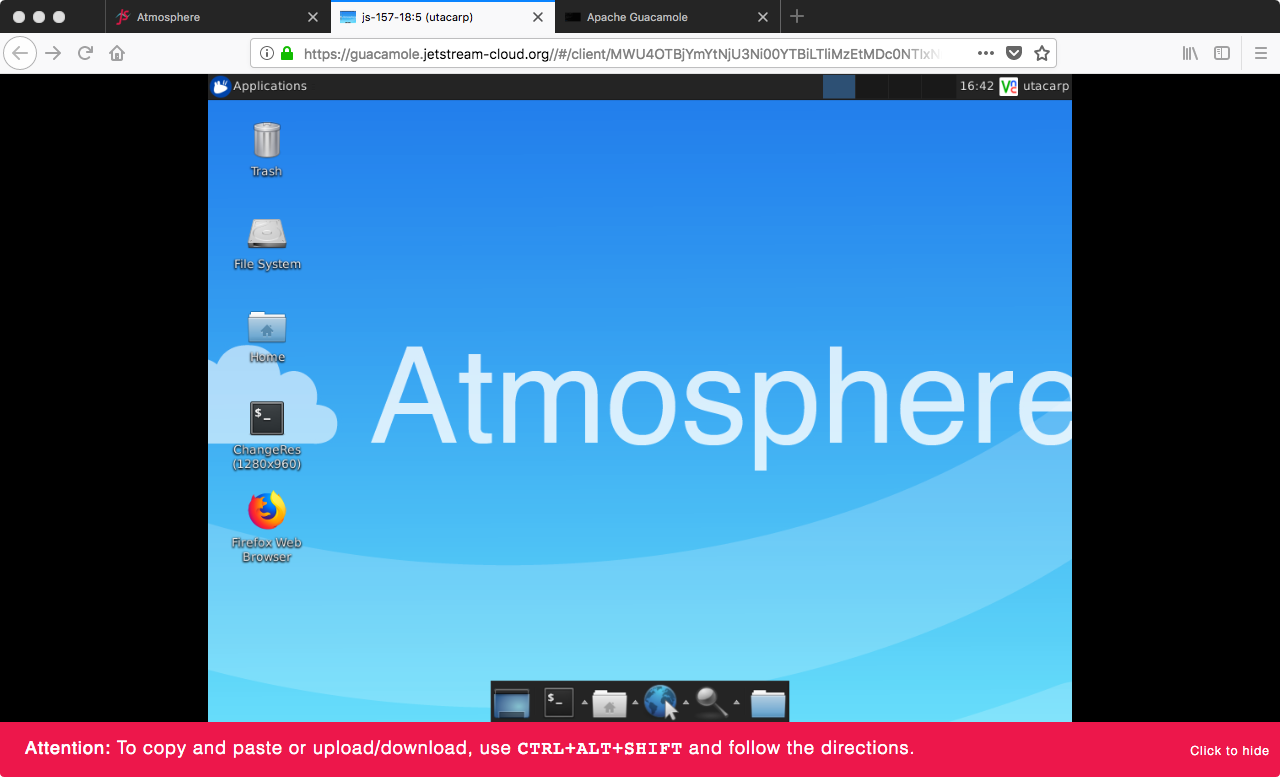 Atmosphere
js-157-18:5 (utacarp)
Apache Guacamole
https://guacamole.jetstream-cloud.org//#/client/MWU4OTBjYmYtNjU3Ni00YTBiLTliMzEtMDc0NTIxN
Applications
16:42
utacarp
Trash
File System
Home
ChangeRes
(1280x960)
Firefox Web
Browser
Atmosphere
$_
$_
Attention: To copy and paste or upload/download, use CTRL+ALT+SHIFT and follow the directions.
Click to hide